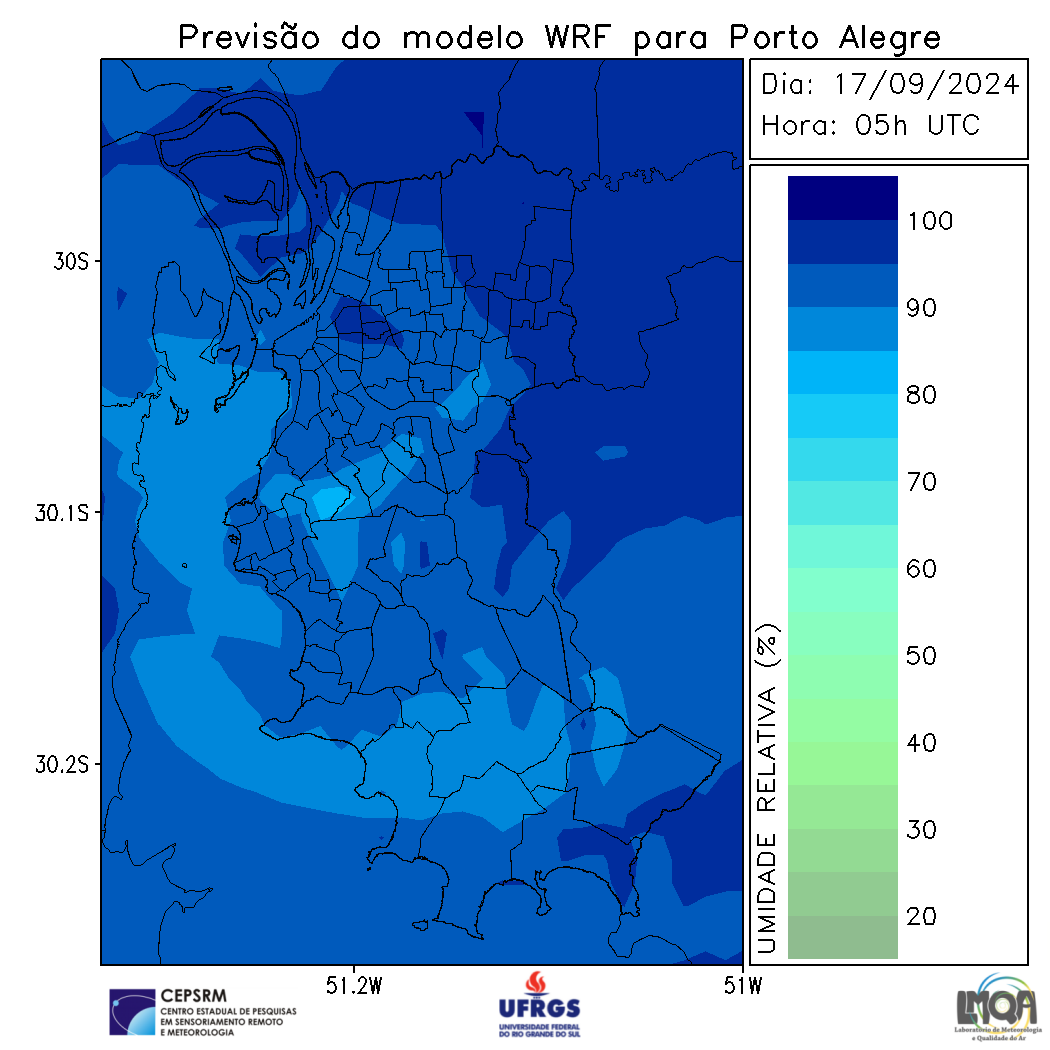 Previsão do modelo WRF para Porto Alegre
Dia: 17/09/2024
Hora: 05h UTC
100
90
80
70
60
50
40
30
20
UMIDADE RELATIVA (%)
30S
30.1S
30.2S
51.2W
51W
CEPSRM
CENTRO ESTADUAL DE PESQUISAS
EM SENSORIAMENTO REMOTO
E METEOROLOGIA
UFRGS
UNIVERSIDADE FEDERAL
DO RIO GRANDE DO SUL
LMQA
Laboratório de Meteorologia
e Qualidade do Ar